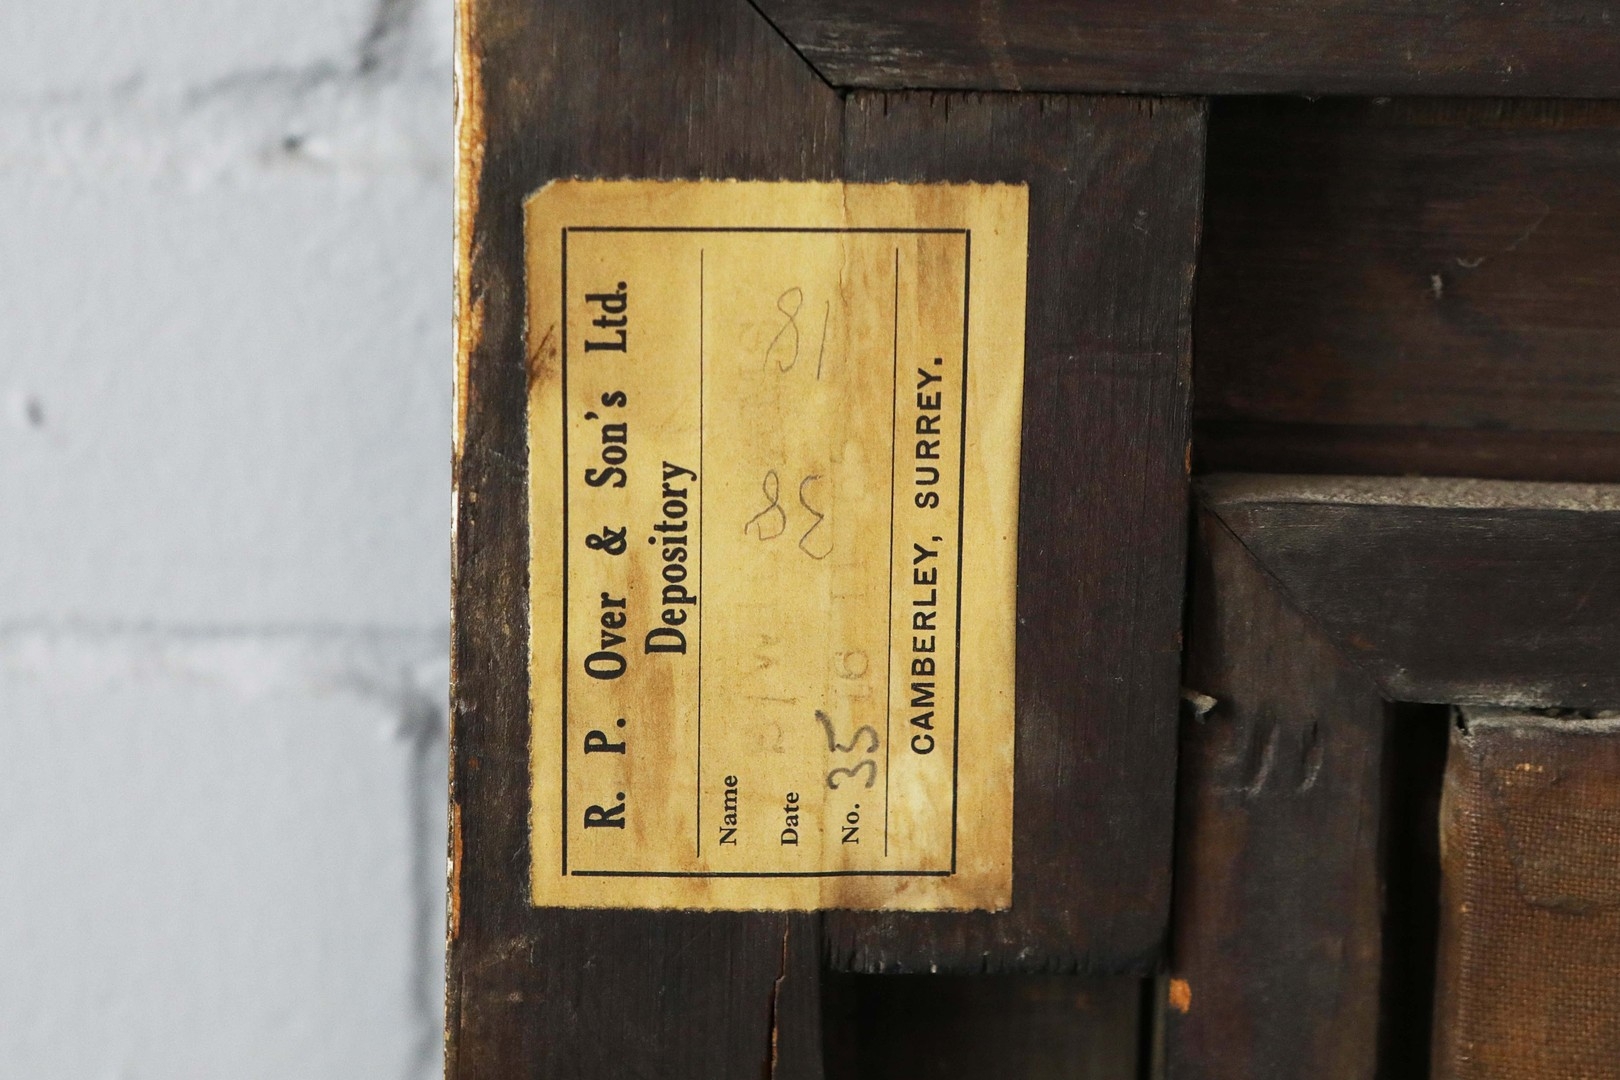 R. P. Over & Son's Ltd.
Depository
Name
Date
No. 35
CAMBERLEY, SURREY.